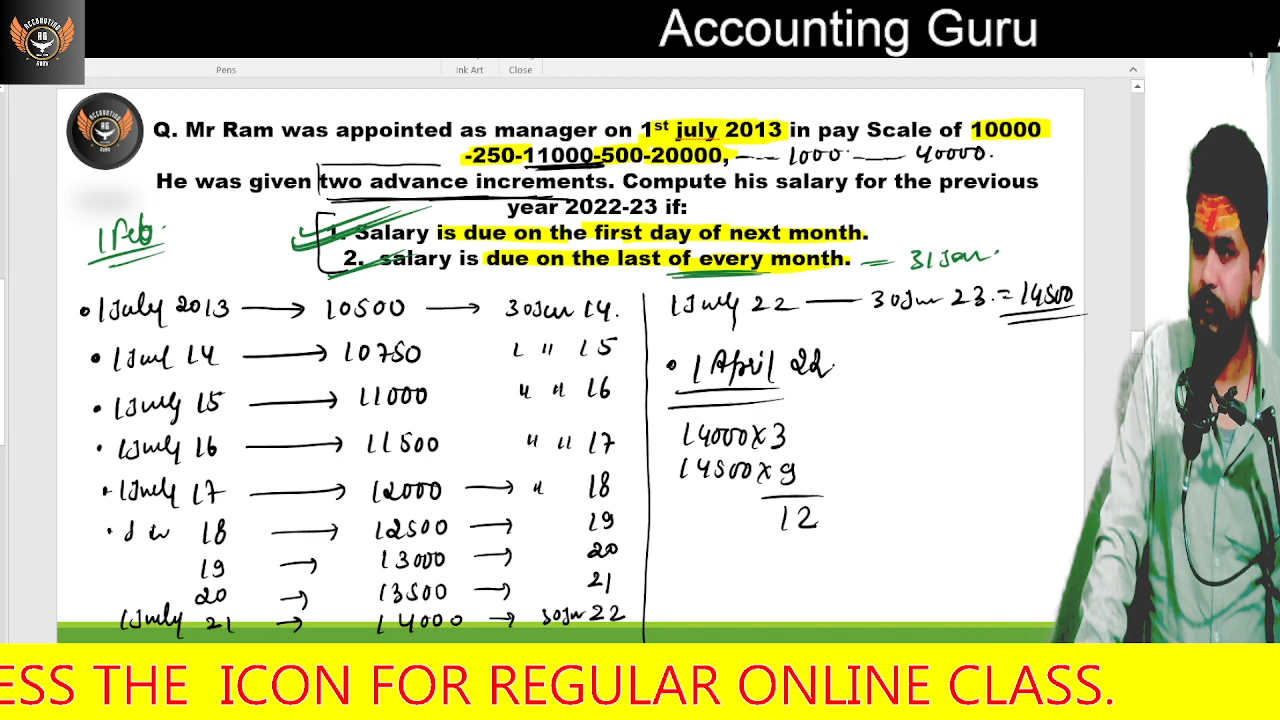 Accounting Guru
ACCOUNTING
AG
GURU
Pens
Ink Art
Close
ACCOUNTING
AG
GURU
Q. Mr Ram was appointed as manager on 1st july 2013 in pay Scale of 10000
-250-11000-500-20000, --- 1000 — 40000.
He was given two advance increments. Compute his salary for the previous
year 2022-23 if:
1 Feb.
1. Salary is due on the first day of next month.
2. salary is due on the last of every month. = 31 Jan.
• 1 July 2013 → 10500 → 30 Jun 14.
• 1 Jul 14 → 10750 1 " 15
• 1 July 15 → 11000 " " 16
• 1 July 16 → 11500 " " 17
• 1 July 17 → 12000 → " 18
18 → 12500 → 19
19 → 13000 → 20
20 → 13500 → 21
1 July 21 → 14000 → 30 Jun 22
1 July 22 — 30 Jun 23. = 14500
• 1 April 22.
14000 x 3
14500 x 9
12
ESS THE ICON FOR REGULAR ONLINE CLASS.